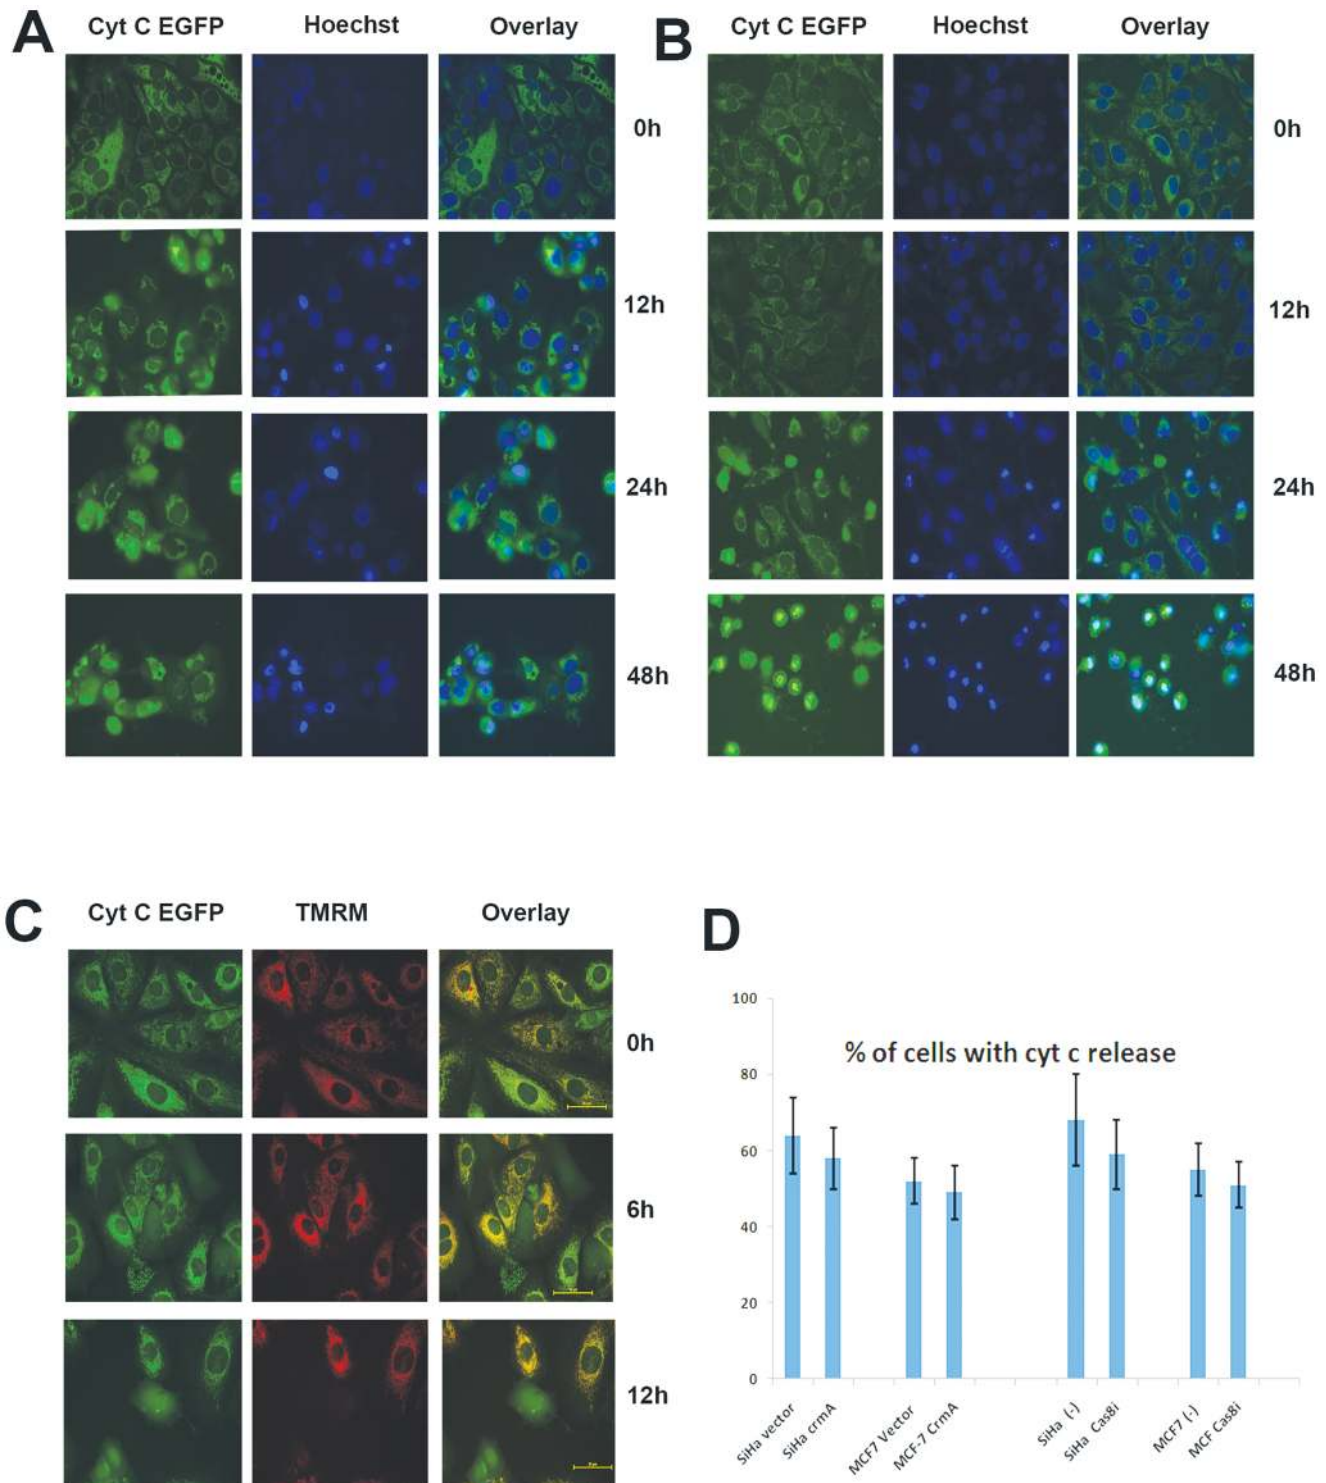 A
Cyt C EGFP Hoechst Overlay
0h
12h
24h
48h
B
Cyt C EGFP Hoechst Overlay
0h
12h
24h
48h
C
Cyt C EGFP TMRM Overlay
0h
6h
12h
D
% of cells with cyt c release
100
80
60
40
20
0
SiHa vector
SiHa crmA
MCF7 Vector
MCF-7 CrmA
SiHa (-)
SiHa Cas8i
MCF7 (-)
MCF Cas8i